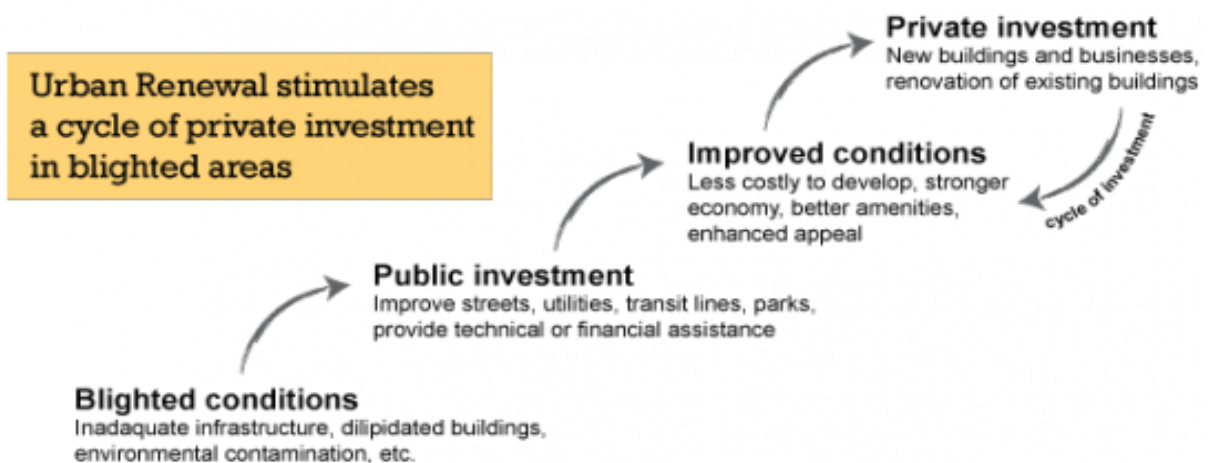 Urban Renewal stimulates
a cycle of private investment
in blighted areas
Private investment
New buildings and businesses,
renovation of existing buildings
cycle of investment
Improved conditions
Less costly to develop, stronger
economy, better amenities,
enhanced appeal
Public investment
Improve streets, utilities, transit lines, parks,
provide technical or financial assistance
Blighted conditions
Inadaquate infrastructure, dilipidated buildings,
environmental contamination, etc.